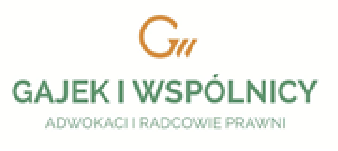 GAJEK I WSPÓLNICY
ADWOKACI I RADCOWIE PRAWNI